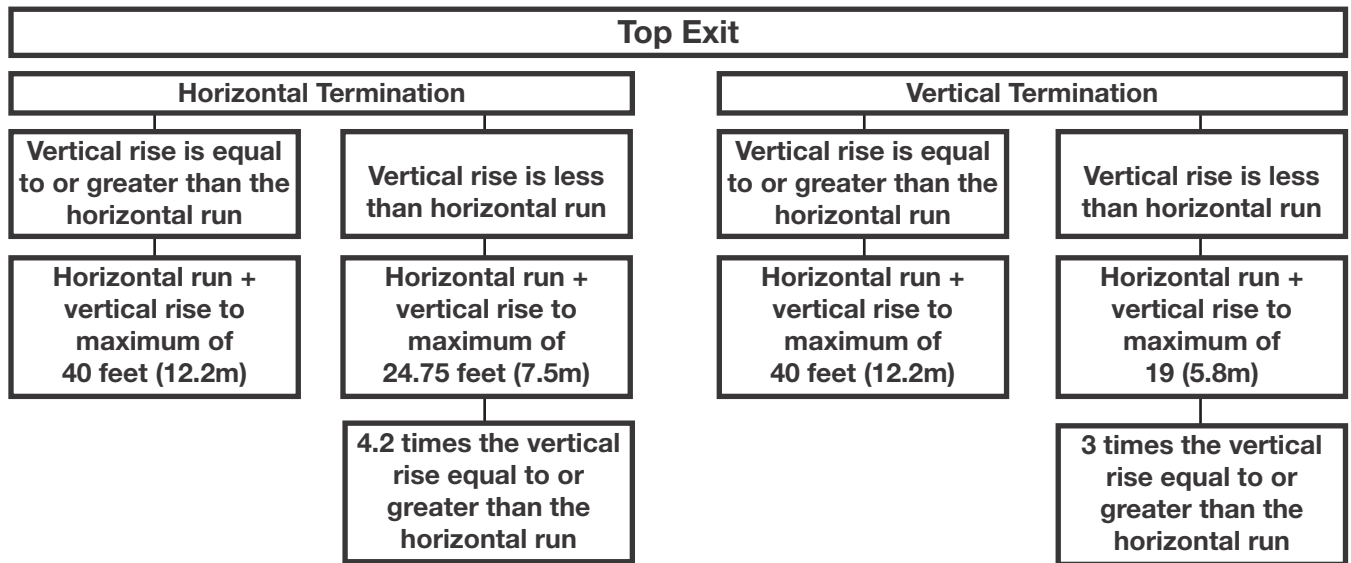 Top Exit
Horizontal Termination
Vertical rise is equal
to or greater than the
horizontal run
Horizontal run +
vertical rise to
maximum of
40 feet (12.2m)
Vertical rise is less
than horizontal run
Horizontal run +
vertical rise to
maximum of
24.75 feet (7.5m)
4.2 times the vertical
rise equal to or
greater than the
horizontal run
Vertical Termination
Vertical rise is equal
to or greater than the
horizontal run
Horizontal run +
vertical rise to
maximum of
40 feet (12.2m)
Vertical rise is less
than horizontal run
Horizontal run +
vertical rise to
maximum of
19 (5.8m)
3 times the vertical
rise equal to or
greater than the
horizontal run